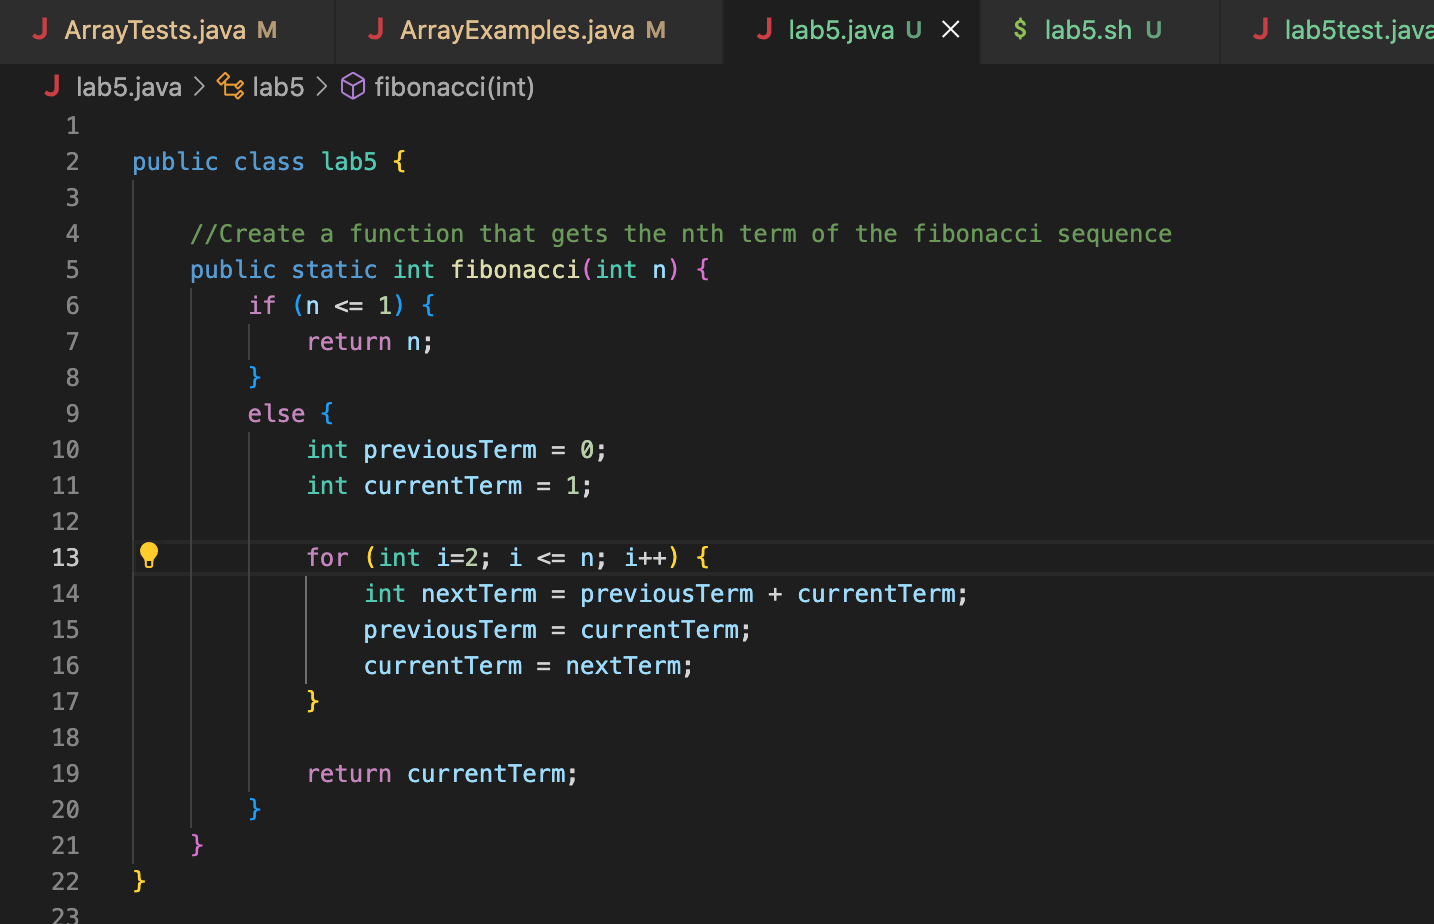 ArrayTests.java M ArrayExamples.java M lab5.java U $ lab5.sh U lab5test.java
lab5.java > lab5 > fibonacci(int)
1
2 public class lab5 {
3
4 //Create a function that gets the nth term of the fibonacci sequence
5 public static int fibonacci(int n) {
6 if (n <= 1) {
7 return n;
8 }
9 else {
10 int previousTerm = 0;
11 int currentTerm = 1;
12
13 for (int i=2; i <= n; i++) {
14 int nextTerm = previousTerm + currentTerm;
15 previousTerm = currentTerm;
16 currentTerm = nextTerm;
17 }
18
19 return currentTerm;
20 }
21 }
22 }
23